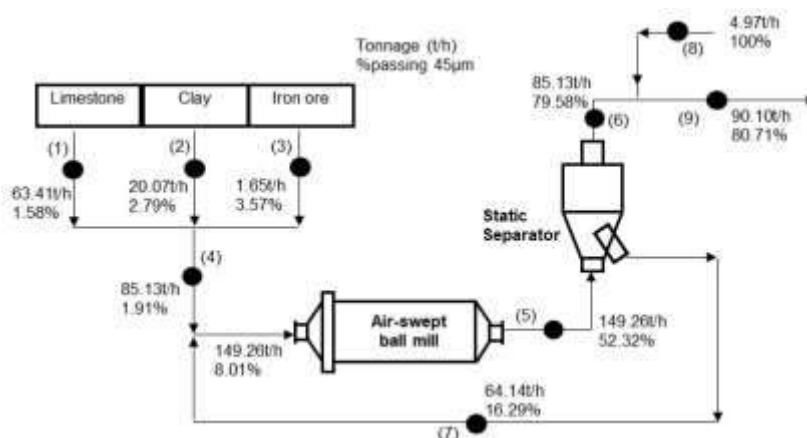 Tonnage (t/h)
%passing 45µm
4.97t/h
100%
(8)
Limestone
Clay
Iron ore
85.13t/h
79.58%
(6)
(9)
90.10t/h
80.71%
(1)
(2)
(3)
63.41t/h
1.58%
20.07t/h
2.79%
1.65t/h
3.57%
Static
Separator
(4)
85.13t/h
1.91%
Air-swept
ball mill
(5)
149.26t/h
8.01%
149.26t/h
52.32%
64.14t/h
16.29%
(7)